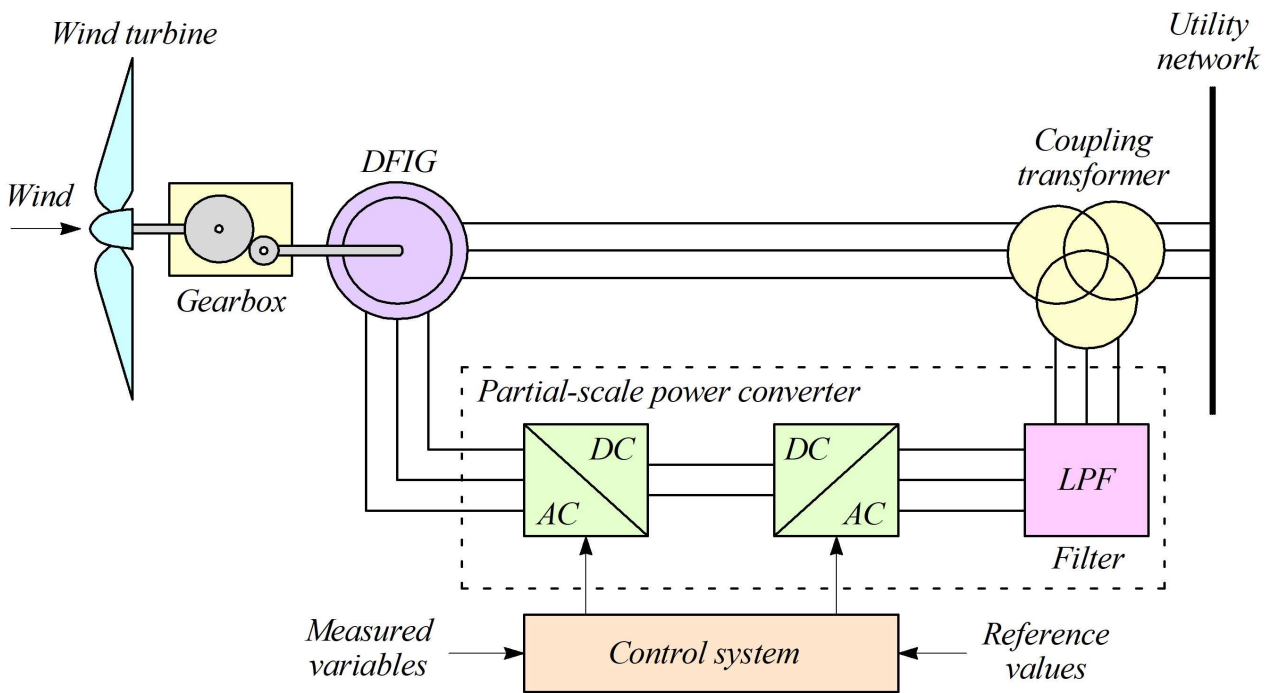 Wind turbine
Utility
network
Coupling
transformer
DFIG
Wind
Gearbox
Partial-scale power converter
DC
AC
DC
AC
LPF
Filter
Measured
variables
Control system
Reference
values